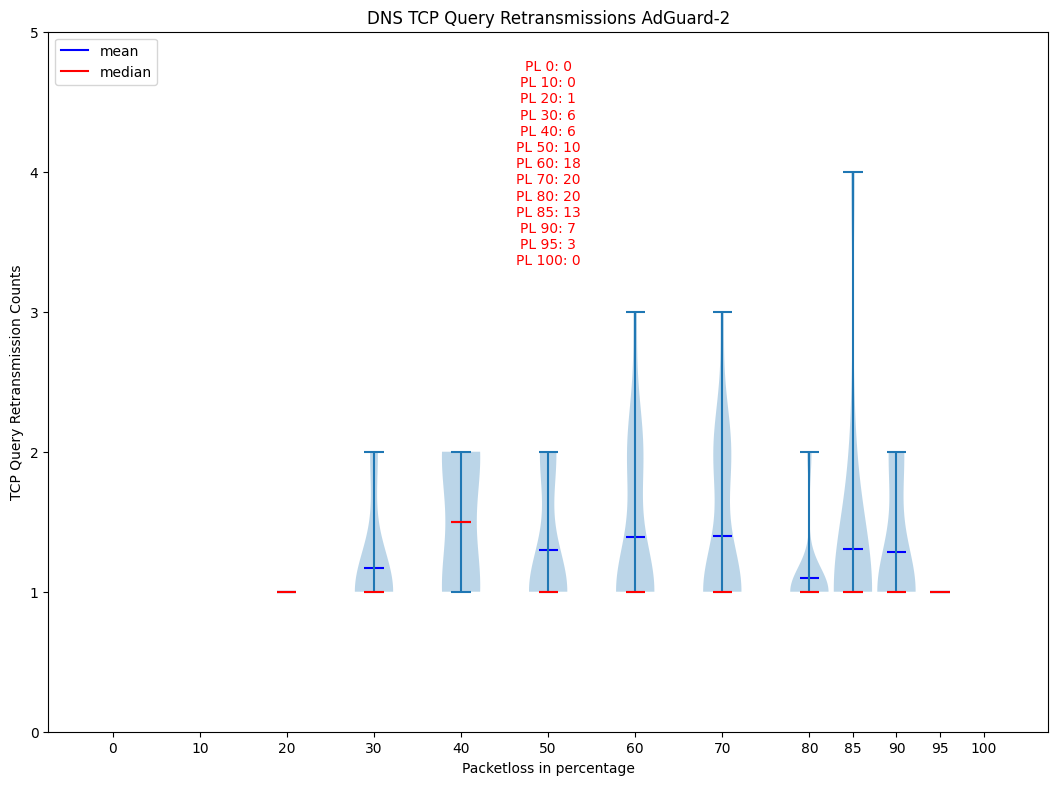 DNS TCP Query Retransmissions AdGuard-2
mean
median
PL 0: 0
PL 10: 0
PL 20: 1
PL 30: 6
PL 40: 6
PL 50: 10
PL 60: 18
PL 70: 20
PL 80: 20
PL 85: 13
PL 90: 7
PL 95: 3
PL 100: 0
TCP Query Retransmission Counts
5
4
3
2
1
0
0 10 20 30 40 50 60 70 80 85 90 95 100
Packetloss in percentage